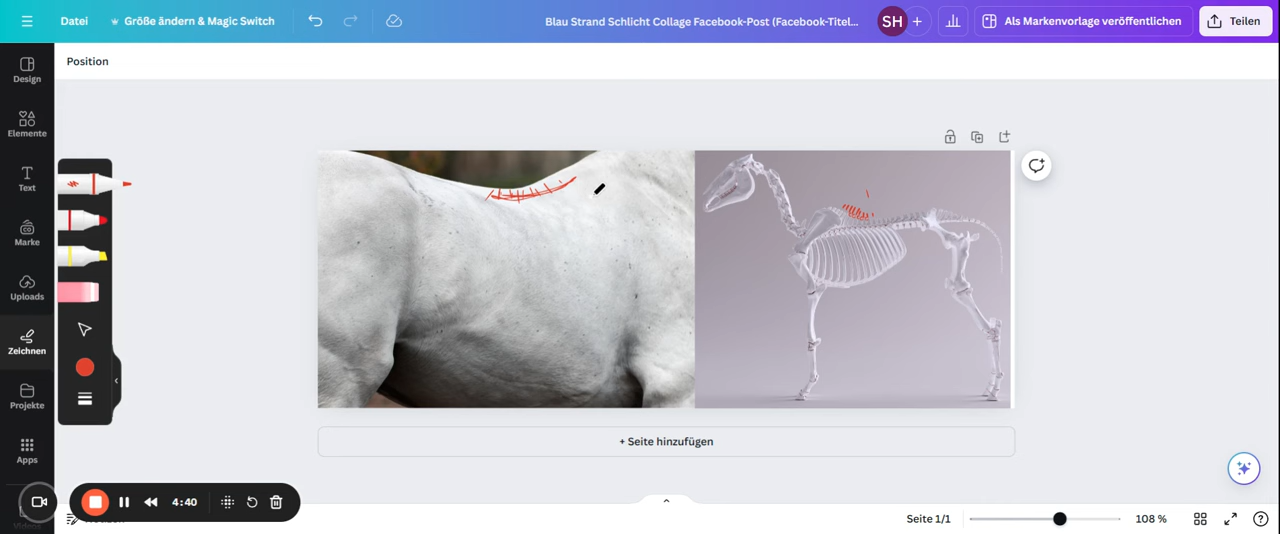 Datei
Größe ändern & Magic Switch
Blau Strand Schlicht Collage Facebook-Post (Facebook-Titel...
SH
Als Markenvorlage veröffentlichen
Teilen
Position
Design
Elemente
Text
Marke
Uploads
Zeichnen
Projekte
Apps
+ Seite hinzufügen
4:40
Seite 1/1
108 %